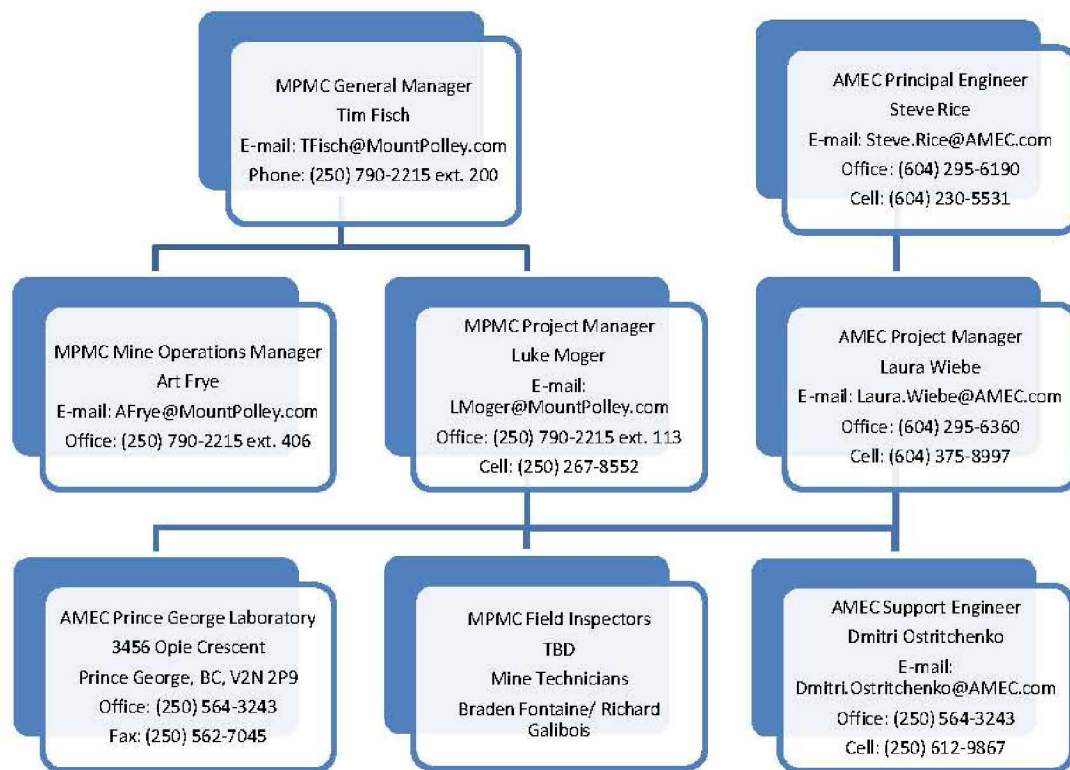 MPMC General Manager
Tim Fisch
E-mail: TFisch@MountPolley.com
Phone: (250) 790-2215 ext. 200
AMEC Principal Engineer
Steve Rice
E-mail: Steve.Rice@AMEC.com
Office: (604) 295-6190
Cell: (604) 230-5531
MPMC Mine Operations Manager
Art Frye
E-mail: AFrye@MountPolley.com
Office: (250) 790-2215 ext. 406
MPMC Project Manager
Luke Moger
E-mail:
LMoger@MountPolley.com
Office: (250) 790-2215 ext. 113
Cell: (250) 267-8552
AMEC Project Manager
Laura Wiebe
E-mail: Laura.Wiebe@AMEC.com
Office: (604) 295-6360
Cell: (604) 375-8997
AMEC Prince George Laboratory
3456 Opie Crescent
Prince George, BC, V2N 2P9
Office: (250) 564-3243
Fax: (250) 562-7045
MPMC Field Inspectors
TBD
Mine Technicians
Braden Fontaine/ Richard
Galibois
AMEC Support Engineer
Dmitri Ostritchenko
E-mail:
Dmitri.Ostritchenko@AMEC.com
Office: (250) 564-3243
Cell: (250) 612-9867